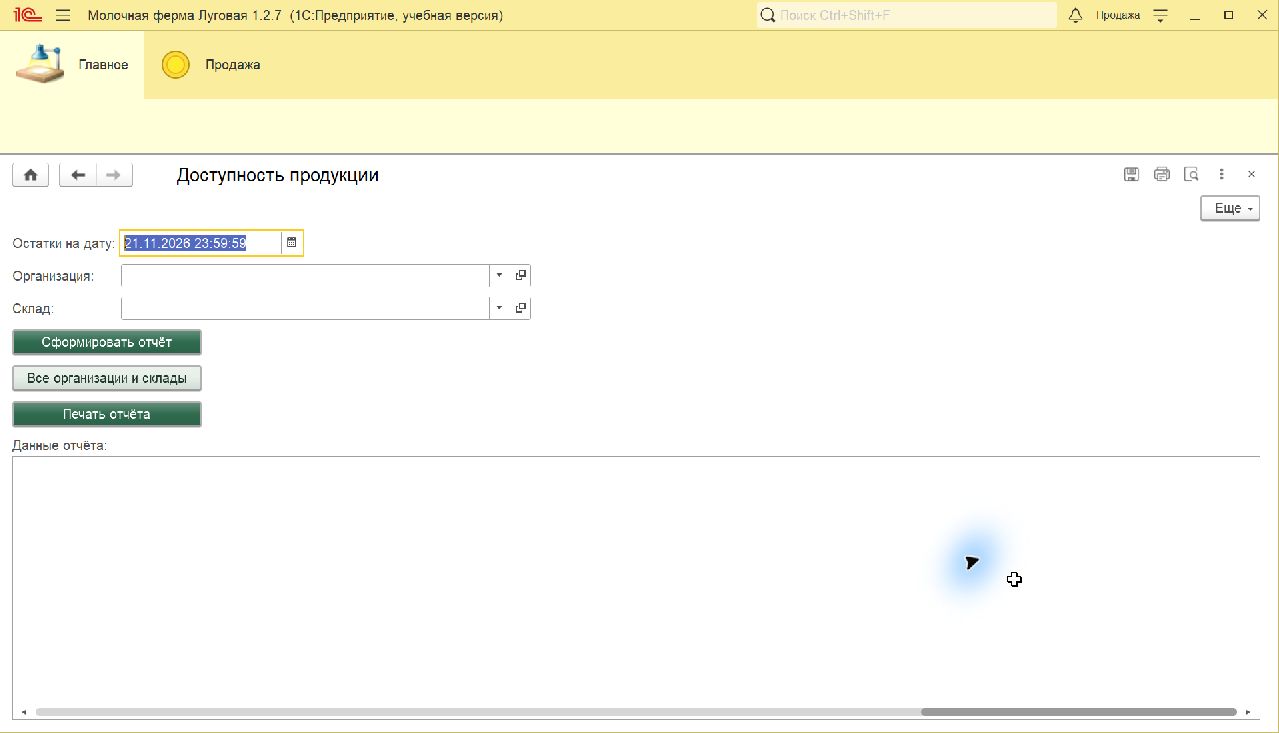 1С Молочная ферма Луговая 1.2.7 (1С:Предприятие, учебная версия) Поиск Ctrl+Shift+F Продажа
Главное Продажа
Доступность продукции
Еще
Остатки на дату: 21.11.2026 23:59:59
Организация:
Склад:
Сформировать отчёт
Все организации и склады
Печать отчёта
Данные отчёта: